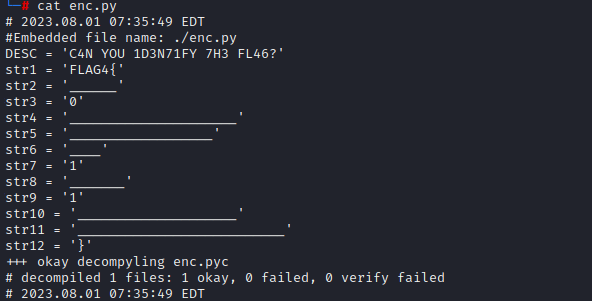 └─# cat enc.py
# 2023.08.01 07:35:49 EDT
#Embedded file name: ./enc.py
DESC = 'C4N YOU 1D3N71FY 7H3 FL46?'
str1 = 'FLAG4{'
str2 = '______'
str3 = '0'
str4 = '_____________________'
str5 = '__________________'
str6 = '____'
str7 = '1'
str8 = '_______'
str9 = '1'
str10 = '____________________'
str11 = '__________________________'
str12 = '}'
+++ okay decompyling enc.pyc
# decompiled 1 files: 1 okay, 0 failed, 0 verify failed
# 2023.08.01 07:35:49 EDT